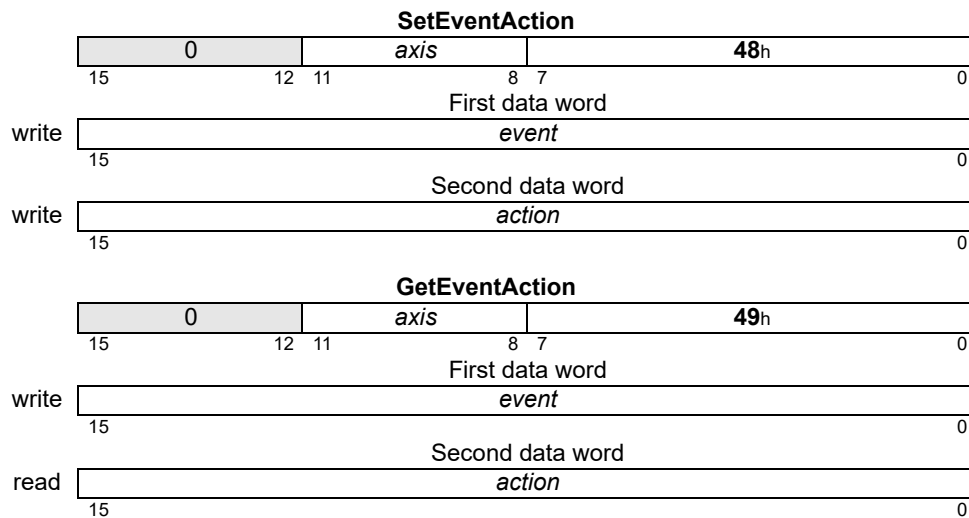 SetEventAction
0 axis 48h
15 12 11 8 7 0
First data word
write event
15 0
Second data word
write action
15 0
GetEventAction
0 axis 49h
15 12 11 8 7 0
First data word
write event
15 0
Second data word
read action
15 0